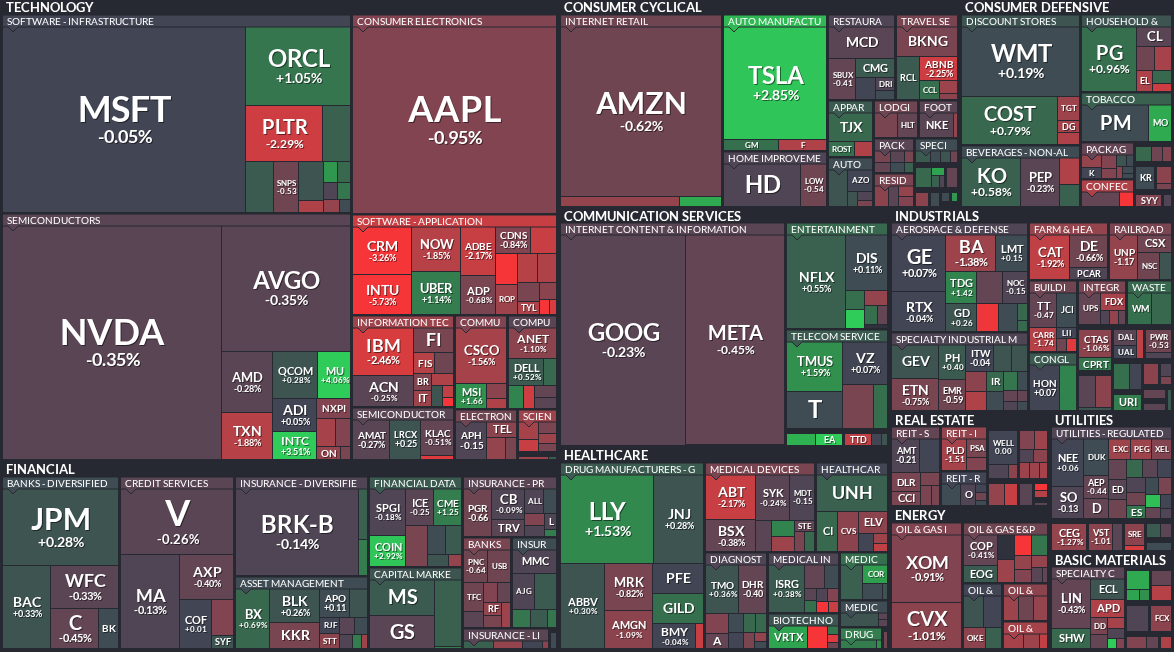 TECHNOLOGY
SOFTWARE - INFRASTRUCTURE
MSFT
-0.05%
ORCL
+1.05%
PLTR
-2.29%
SNPS
-0.53
CONSUMER ELECTRONICS
AAPL
-0.95%
SEMICONDUCTORS
NVDA
-0.35%
AVGO
-0.35%
AMD
-0.28%
QCOM
+0.28%
MU
+4.06%
TXN
-1.88%
ADI
+0.05%
NXPI
INTC
+3.51%
ON
SOFTWARE - APPLICATION
CRM
-3.26%
NOW
-1.85%
ADBE
-2.17%
CDNS
-0.84%
INTU
-5.73%
UBER
+1.14%
ADP
-0.68%
ROP
TYL
INFORMATION TEC
IBM
-2.46%
FI
FIS
ACN
-0.25%
BR
IT
COMMU
CSCO
-1.56%
MSI
+1.66
COMPU
ANET
-1.10%
DELL
+0.52%
SEMICONDUCTOR
AMAT
-0.27%
LRCX
+0.25
KLAC
-0.51%
ELECTRON
APH
-0.15
TEL
SCIEN
FINANCIAL
BANKS - DIVERSIFIED
JPM
+0.28%
BAC
+0.33%
WFC
-0.33%
C
-0.45%
BK
CREDIT SERVICES
V
-0.26%
MA
-0.13%
AXP
-0.40%
COF
+0.01
SYF
INSURANCE - DIVERSIFIE
BRK-B
-0.14%
ASSET MANAGEMENT
BX
+0.69%
BLK
+0.26%
APO
+0.11
KKR
RJF
STT
FINANCIAL DATA
SPGI
-0.18%
ICE
-0.25
CME
+1.25
COIN
+2.92%
CAPITAL MARKE
MS
GS
INSURANCE - PR
PGR
-0.66
CB
-0.09%
ALL
TRV
L
BANKS
PNC
-0.64
USB
TFC
RF
INSUR
MMC
AJG
INSURANCE - LI
CONSUMER CYCLICAL
INTERNET RETAIL
AMZN
-0.62%
AUTO MANUFACTU
TSLA
+2.85%
GM
F
HOME IMPROVEME
HD
LOW
-0.54
RESTAURA
MCD
SBUX
-0.41
CMG
DRI
TRAVEL SE
BKNG
RCL
ABNB
-2.25%
CCL
APPAR
TJX
ROST
LODGI
HLT
FOOT
NKE
AUTO
AZO
PACK
SPECI
RESID
CONSUMER DEFENSIVE
DISCOUNT STORES
WMT
+0.19%
COST
+0.79%
TGT
DG
HOUSEHOLD &
PG
+0.96%
CL
EL
TOBACCO
PM
MO
BEVERAGES - NON-AL
KO
+0.58%
PEP
-0.23%
PACKAG
K
KR
CONFEC
SYY
COMMUNICATION SERVICES
INTERNET CONTENT & INFORMATION
GOOG
-0.23%
META
-0.45%
ENTERTAINMENT
NFLX
+0.55%
DIS
+0.11%
TELECOM SERVICE
TMUS
+1.59%
VZ
+0.07%
T
EA
TTD
INDUSTRIALS
AEROSPACE & DEFENSE
GE
+0.07%
BA
-1.38%
LMT
+0.15
RTX
-0.04%
TDG
+1.42
NOC
-0.15
GD
+0.26
FARM & HEA
CAT
-1.92%
DE
-0.66%
PCAR
RAILROAD
UNP
-1.17
CSX
NSC
BUILDI
TT
-0.47
JCI
CARR
-1.74
LII
INTEGR
UPS
FDX
WASTE
WM
SPECIALTY INDUSTRIAL M
GEV
PH
+0.40
ITW
-0.04
ETN
-0.75%
EMR
-0.59
IR
CONGL
HON
+0.07
CTAS
-1.06%
CPRT
DAL
UAL
PWR
-0.53
URI
HEALTHCARE
DRUG MANUFACTURERS - G
LLY
+1.53%
JNJ
+0.28%
ABBV
+0.30%
MRK
-0.82%
PFE
AMGN
-1.09%
GILD
BMY
-0.04%
MEDICAL DEVICES
ABT
-2.17%
SYK
-0.24%
MDT
-0.15
BSX
-0.38%
STE
HEALTHCAR
UNH
CI
CVS
ELV
DIAGNOST
TMO
+0.36%
DHR
-0.40
A
MEDICAL IN
ISRG
+0.38%
MEDIC
COR
MEDIC
BIOTECHNO
VRTX
DRUG
REAL ESTATE
REIT - S
AMT
-0.21
DLR
CCI
REIT - I
PLD
-1.51
PSA
WELL
0.00
REIT - R
O
UTILITIES
UTILITIES - REGULATED
NEE
+0.06
DUK
EXC
PEG
XEL
SO
-0.13
AEP
-0.44
ED
D
ES
CEG
-1.27%
VST
-1.01
SRE
ENERGY
OIL & GAS I
XOM
-0.91%
CVX
-1.01%
OIL & GAS E&P
COP
-0.41%
EOG
OIL &
OIL &
OKE
OIL &
BASIC MATERIALS
SPECIALTY C
LIN
-0.43%
ECL
APD
DD
SHW
FCX